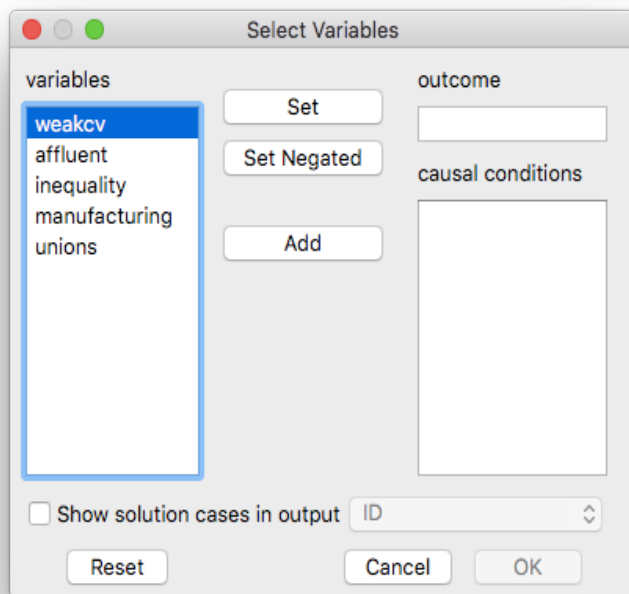 Select Variables
variables
weakcv
affluent
inequality
manufacturing
unions
Set
Set Negated
Add
outcome
causal conditions
Show solution cases in output
ID
Reset
Cancel
OK